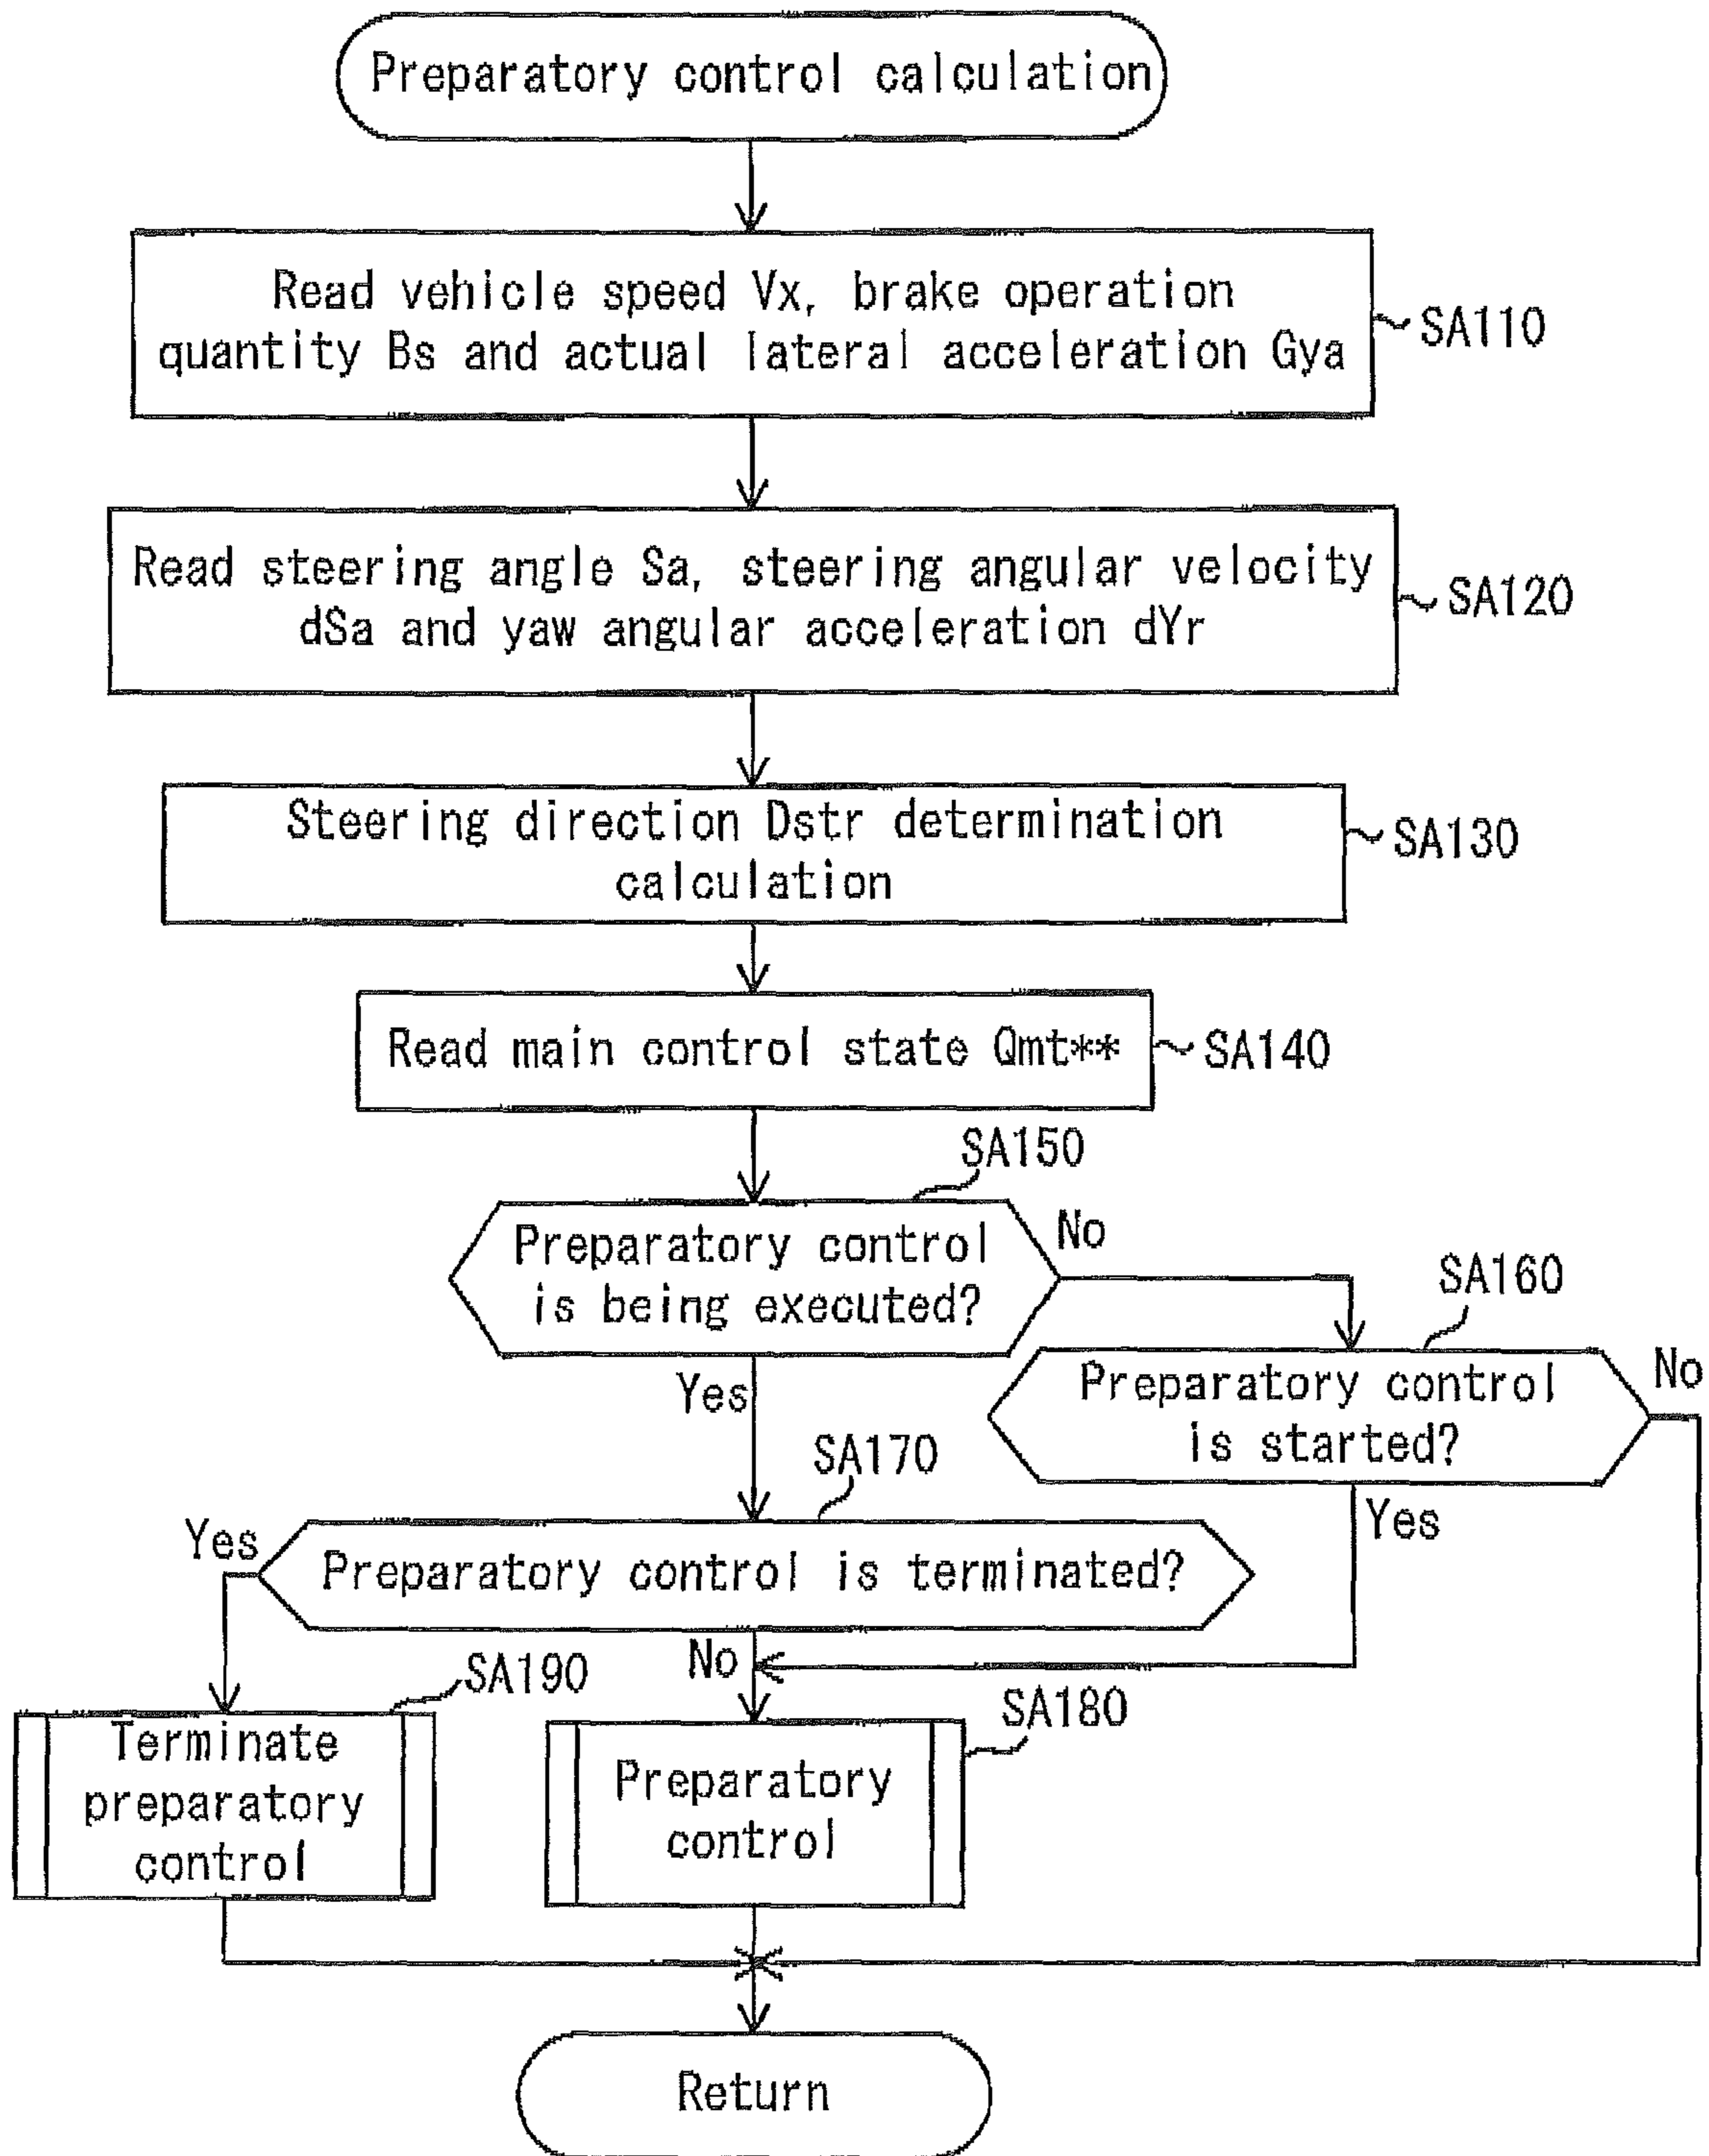 Preparatory control calculation
Read vehicle speed Vx, brake operation
quantity Bs and actual lateral acceleration Gya
SA110
Read steering angle Sa, steering angular velocity
dSa and yaw angular acceleration dYr
SA120
Steering direction Dstr determination
calculation
SA130
Read main control state Qmt**
SA140
SA150
Preparatory control
is being executed?
No
Yes
SA160
Preparatory control
is started?
No
Yes
SA170
Preparatory control is terminated?
Yes
No
SA190
Terminate
preparatory
control
SA180
Preparatory
control
Return